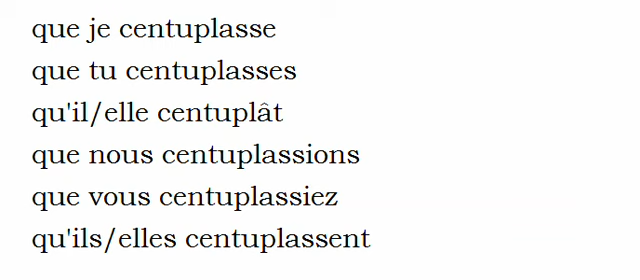 que je centuplasse
que tu centuplasses
qu'il/elle centuplât
que nous centuplassions
que vous centuplassiez
qu'ils/elles centuplassent